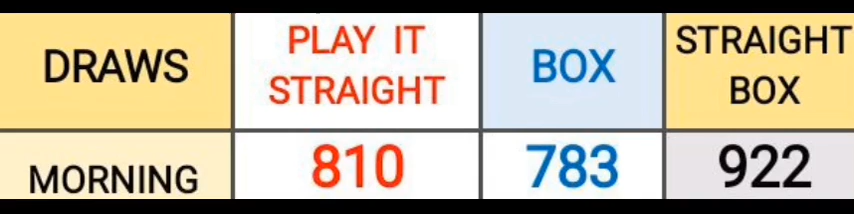 DRAWS
PLAY IT
STRAIGHT
BOX
STRAIGHT
BOX
MORNING
810
783
922